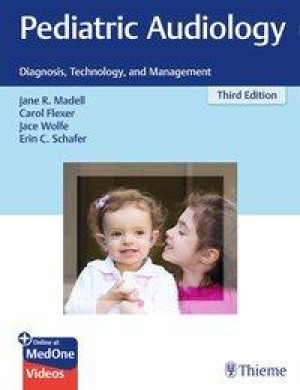 Pediatric Audiology
Diagnosis, Technology, and Management
Jane R. Madell
Carol Flexer
Jace Wolfe
Erin C. Schafer
Third Edition
Online at
MedOne
Videos
Thieme